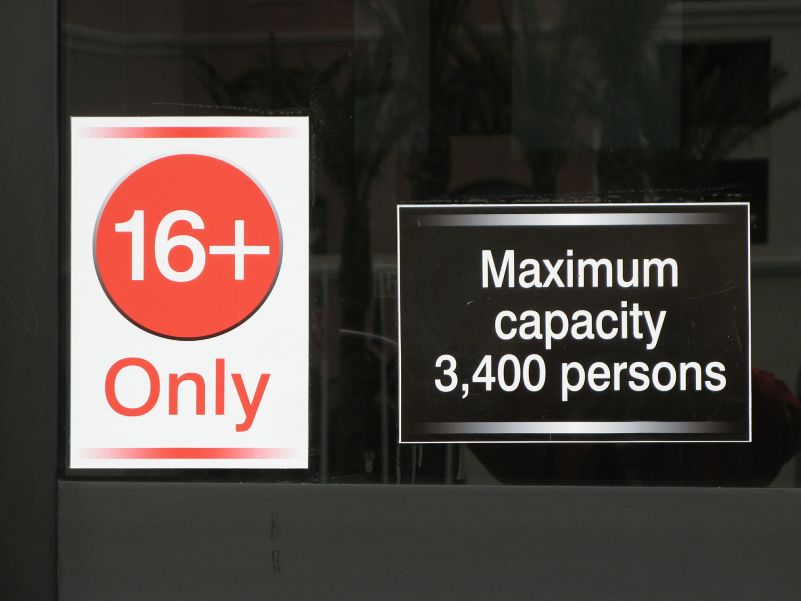 16+
Only
Maximum
capacity
3,400 persons